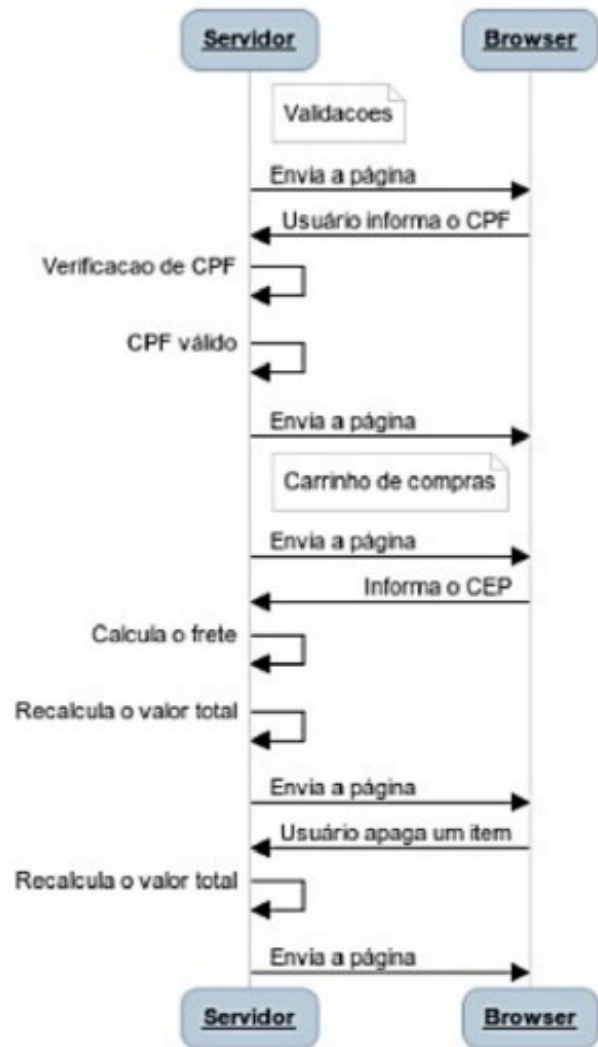 Servidor
Browser
Validacoes
Envia a página
Usuário informa o CPF
Verificacao de CPF
CPF válido
Envia a página
Carrinho de compras
Envia a página
Informa o CEP
Calcula o frete
Recalcula o valor total
Envia a página
Usuário apaga um item
Recalcula o valor total
Envia a página
Servidor
Browser